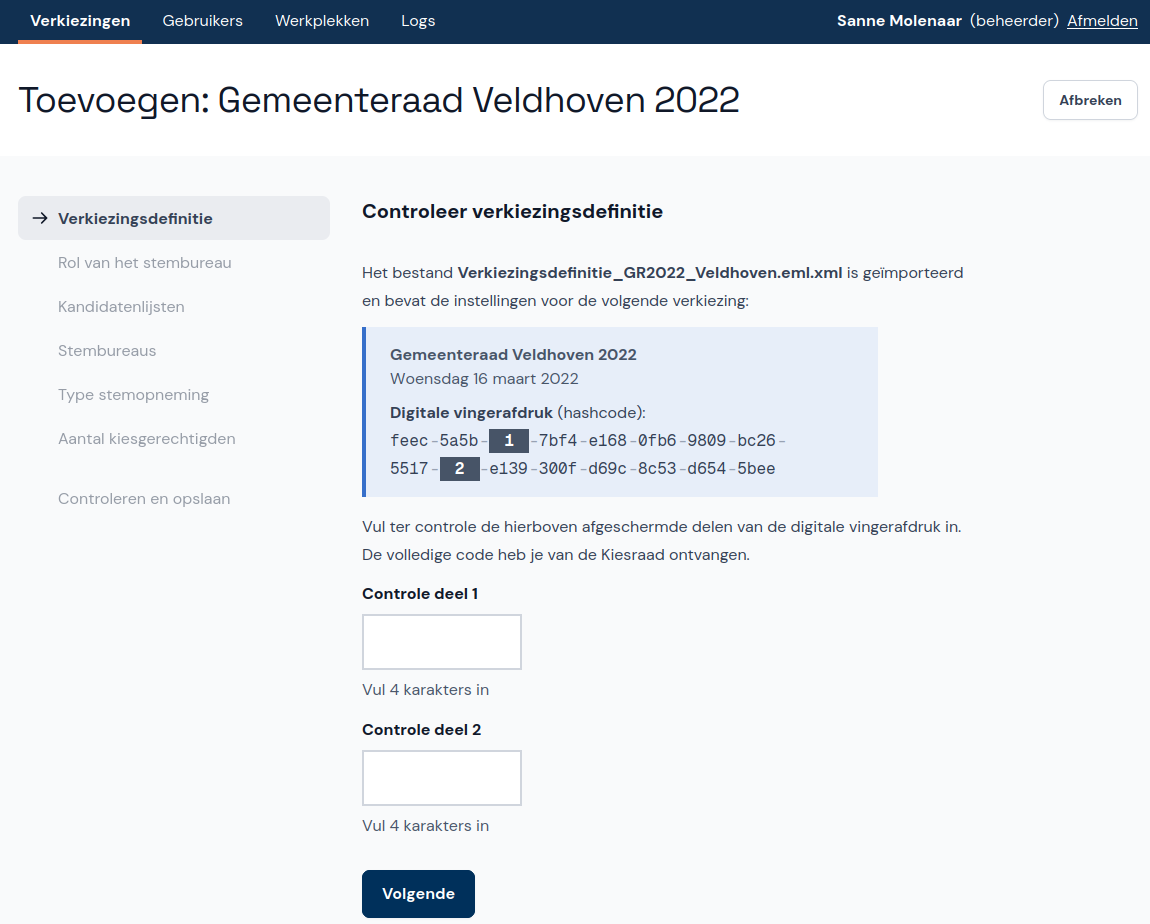 Verkiezingen Gebruikers Werkplekken Logs Sanne Molenaar (beheerder) Afmelden
Toevoegen: Gemeenteraad Veldhoven 2022
Afbreken
Verkiezingsdefinitie
Rol van het stembureau
Kandidatenlijsten
Stembureaus
Type stemopneming
Aantal kiesgerechtigden
Controleren en opslaan
Controleer verkiezingsdefinitie
Het bestand Verkiezingsdefinitie_GR2022_Veldhoven.eml.xml is geïmporteerd
en bevat de instellingen voor de volgende verkiezing:
Gemeenteraad Veldhoven 2022
Woensdag 16 maart 2022
Digitale vingerafdruk (hashcode):
feec-5a5b-1-7bf4-e168-0fb6-9809-bc26-
5517-2-e139-300f-d69c-8c53-d654-5bee
Vul ter controle de hierboven afgeschermde delen van de digitale vingerafdruk in.
De volledige code heb je van de Kiesraad ontvangen.
Controle deel 1
Vul 4 karakters in
Controle deel 2
Vul 4 karakters in
Volgende